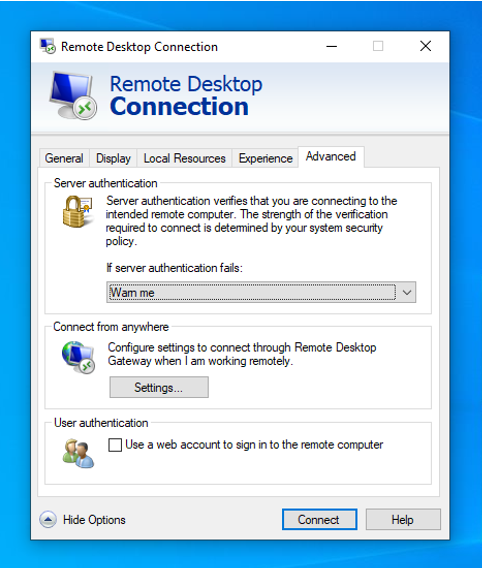 Remote Desktop Connection
Remote Desktop
Connection
General Display Local Resources Experience Advanced
Server authentication
Server authentication verifies that you are connecting to the
intended remote computer. The strength of the verification
required to connect is determined by your system security
policy.
If server authentication fails:
Warn me
Connect from anywhere
Configure settings to connect through Remote Desktop
Gateway when I am working remotely.
Settings...
User authentication
Use a web account to sign in to the remote computer
Hide Options Connect Help